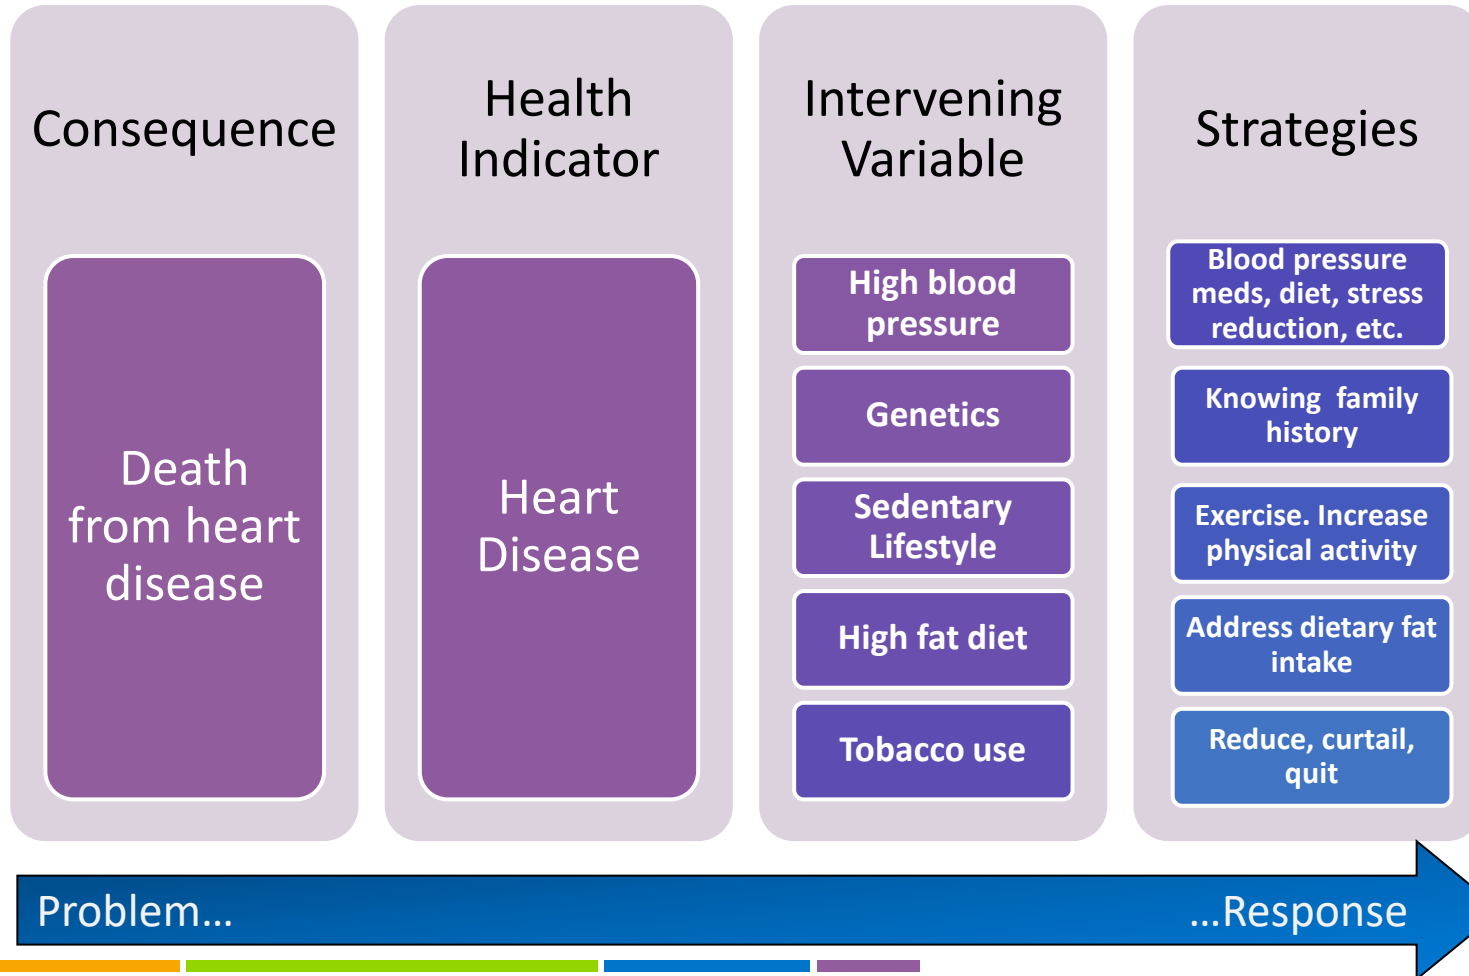 Consequence
Death
from heart
disease
Health
Indicator
Heart
Disease
Intervening
Variable
High blood
pressure
Genetics
Sedentary
Lifestyle
High fat diet
Tobacco use
Strategies
Blood pressure
meds, diet, stress
reduction, etc.
Knowing  family
history
Exercise. Increase
physical activity
Address dietary fat
intake
Reduce, curtail,
quit
Problem...
...Response